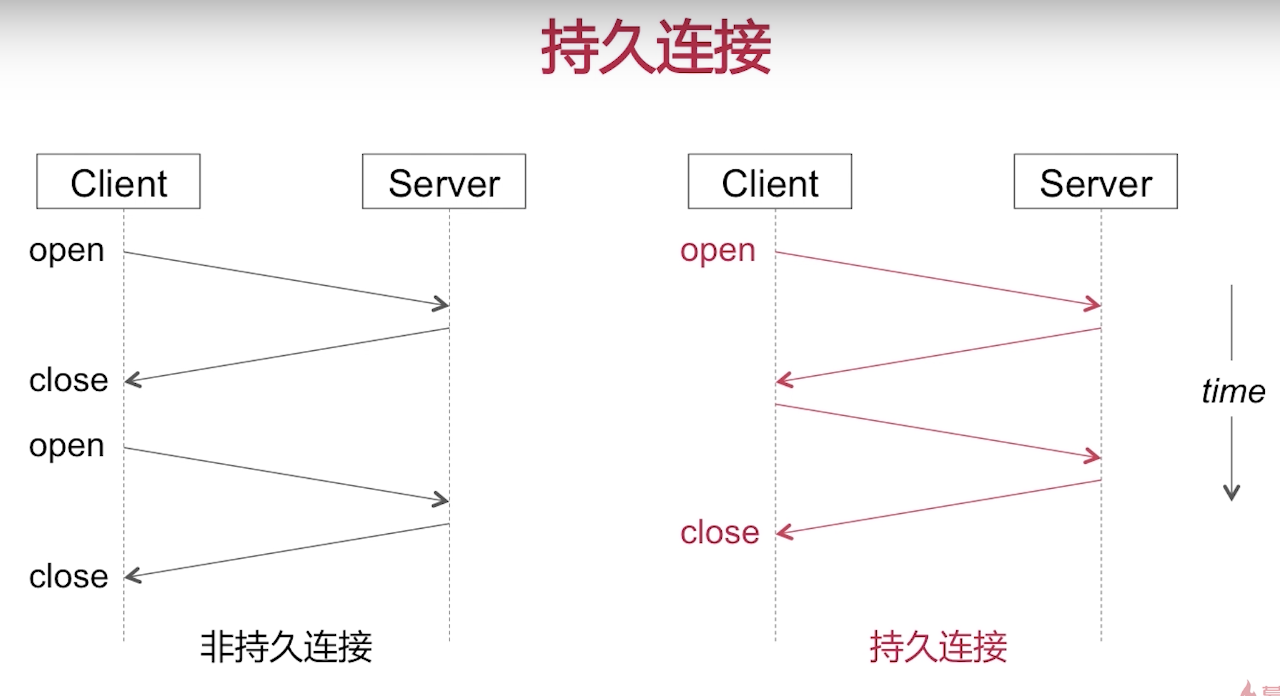 持久连接
Client
Server
open
close
open
close
非持久连接
Client
Server
open
close
持久连接
time